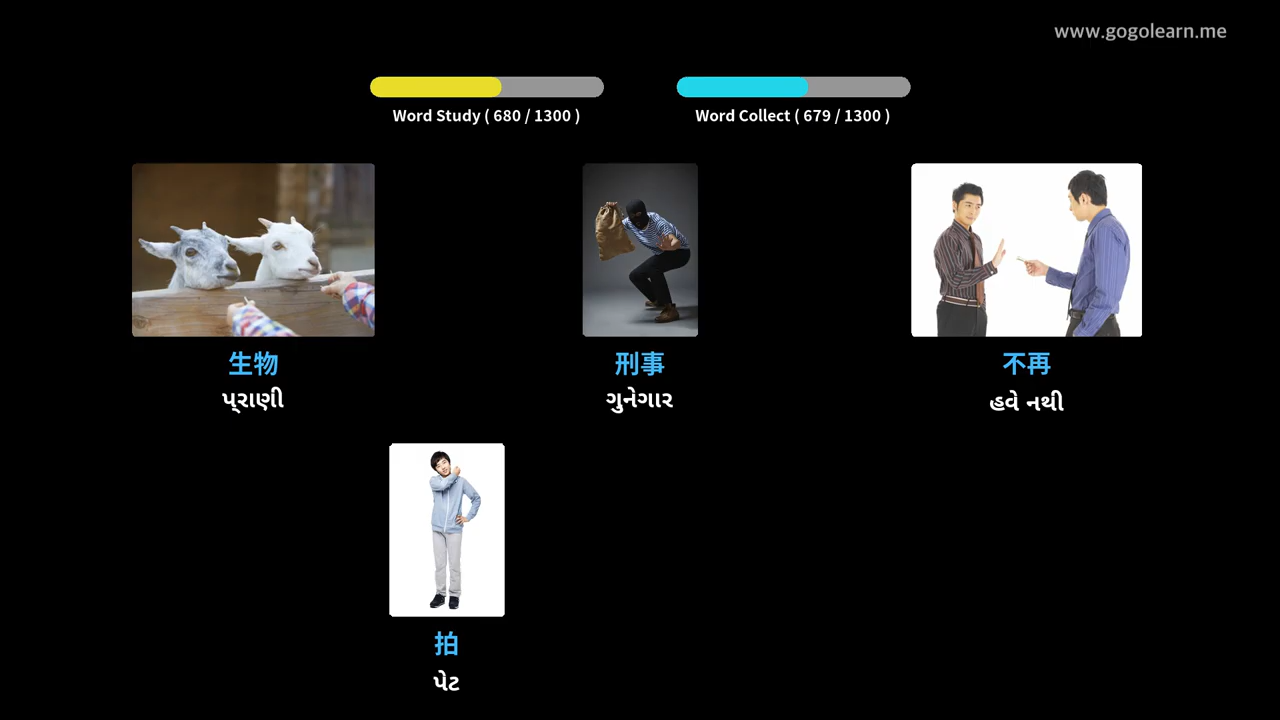 www.gogolearn.me
Word Study ( 680 / 1300 )
Word Collect ( 679 / 1300 )
生物
પ્રાણી
刑事
ગુનેગાર
不再
હવે નથી
拍
પેટ